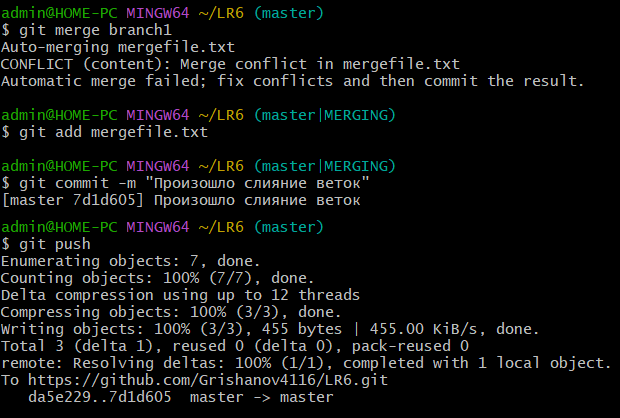 admin@HOME-PC MINGW64 ~/LR6 (master)
$ git merge branch1
Auto-merging mergefile.txt
CONFLICT (content): Merge conflict in mergefile.txt
Automatic merge failed; fix conflicts and then commit the result.
admin@HOME-PC MINGW64 ~/LR6 (master|MERGING)
$ git add mergefile.txt
admin@HOME-PC MINGW64 ~/LR6 (master|MERGING)
$ git commit -m "Произошло слияние веток"
[master 7d1d605] Произошло слияние веток
admin@HOME-PC MINGW64 ~/LR6 (master)
$ git push
Enumerating objects: 7, done.
Counting objects: 100% (7/7), done.
Delta compression using up to 12 threads
Compressing objects: 100% (3/3), done.
Writing objects: 100% (3/3), 455 bytes | 455.00 KiB/s, done.
Total 3 (delta 1), reused 0 (delta 0), pack-reused 0
remote: Resolving deltas: 100% (1/1), completed with 1 local object.
To https://github.com/Grishanov4116/LR6.git
   da5e229..7d1d605  master -> master